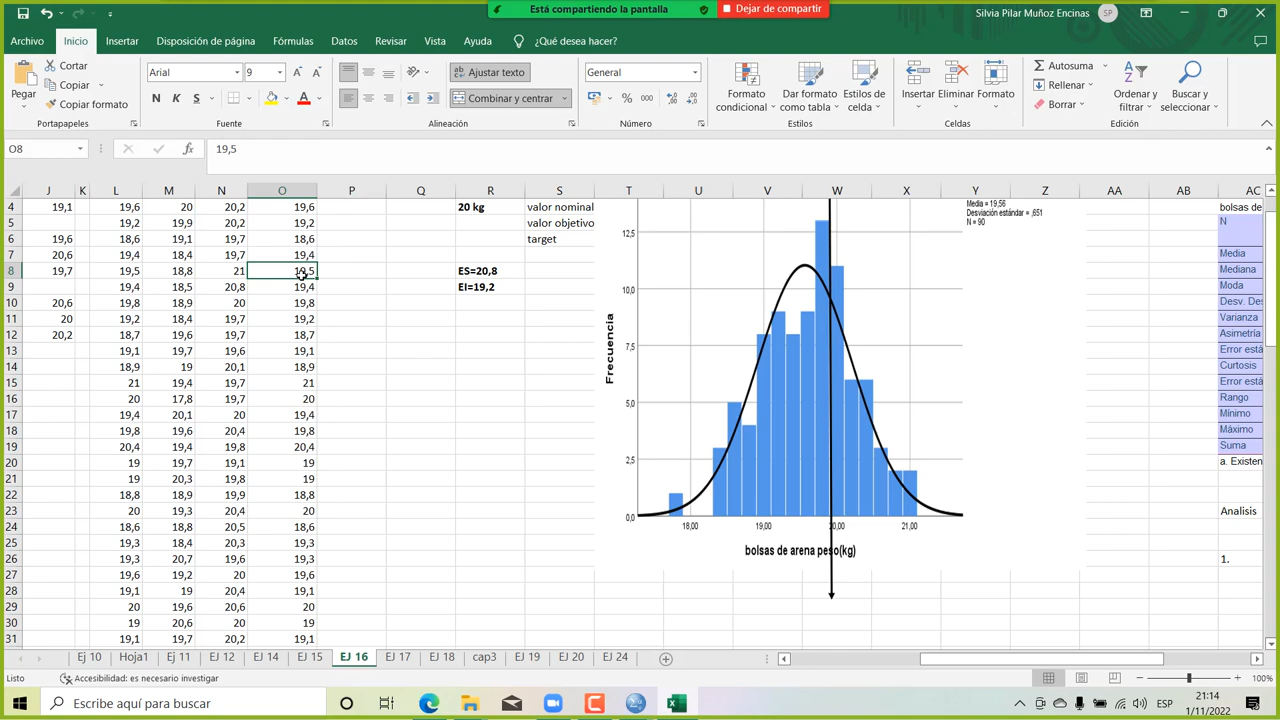 Está compartiendo la pantalla
Dejar de compartir
Silvia Pilar Muñoz Encinas
SP
Archivo Inicio Insertar Disposición de página Fórmulas Datos Revisar Vista Ayuda ¿Qué desea hacer?
Pegar
Cortar
Copiar
Copiar formato
Portapapeles
Arial 9
N K S
Fuente
Ajustar texto
Combinar y centrar
Alineación
General
% 000
Número
Formato condicional
Dar formato como tabla
Estilos de celda
Estilos
Insertar Eliminar Formato
Celdas
Autosuma
Rellenar
Borrar
Ordenar y filtrar
Buscar y seleccionar
Edición
O8 fx 19,5
J K L M N O P Q R S T U V W X Y Z AA AB AC
4 19,1 19,6 20 20,2 19,6 20 kg valor nominal
5 19,2 19,9 20 19,2 valor objetivo
6 19,6 18,6 19,1 19,7 18,6 target
7 20,6 19,4 18,4 19,7 19,4
8 19,7 19,5 18,8 21 19,5 ES=20,8
9 19,4 18,5 20,8 19,4 EI=19,2
10 20,6 19,8 18,9 20 19,8
11 20 19,2 18,4 19,7 19,2
12 20,2 18,7 19,6 19,7 18,7
13 19,1 19,7 19,6 19,1
14 18,9 19 20,1 18,9
15 21 19,4 19,7 21
16 20 17,8 19,7 20
17 19,4 20,1 20 19,4
18 19,8 19,6 19,8 19,8
19 20,4 19,4 19,8 20,4
20 19 19,7 19,1 19
21 19 20,3 19,8 19
22 18,8 18,9 19,9 18,8
23 20 19,3 20,4 20
24 18,6 18,8 20,5 18,6
25 19,3 18,4 20,3 19,3
26 19,3 20,7 19,6 19,3
27 19,6 19,2 20 19,6
28 19,1 19 20,4 19,1
29 20 19,6 20,6 20
30 19 20,6 20 19
31 19,1 19,7 20,2 19,1
Media = 19,56
Desviación estándar = ,651
N = 90
Frecuencia
12,5
10,0
7,5
5,0
2,5
0,0
18,00 19,00 20,00 21,00
bolsas de arena peso(kg)
bolsas de
N
Media
Mediana
Moda
Desv. Des
Varianza
Asimetría
Error está
Curtosis
Error está
Rango
Mínimo
Máximo
Suma
a. Existen
Analisis
1.
Ej 10 Hoja1 Ej 11 EJ 12 EJ 14 EJ 15 EJ 16 EJ 17 EJ 18 cap3 EJ 19 EJ 20 EJ 24
Listo Accesibilidad: es necesario investigar 100%
Escribe aquí para buscar
ESP
21:14
1/11/2022